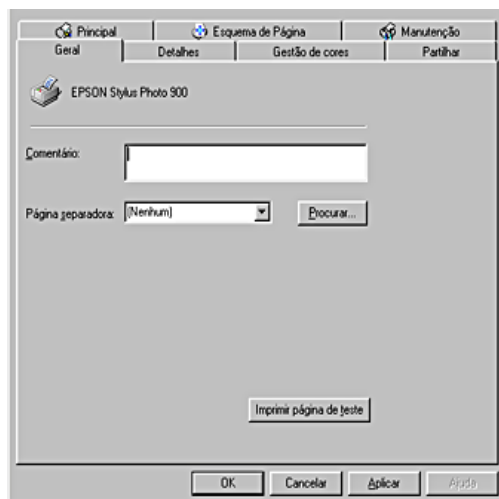 Principal Esquema de Página Manutenção
Geral Detalhes Gestão de cores Partilhar
EPSON Stylus Photo 900
Comentário:
Página separadora: (Nenhum) Procurar...
Imprimir página de teste
OK Cancelar Aplicar Ajuda